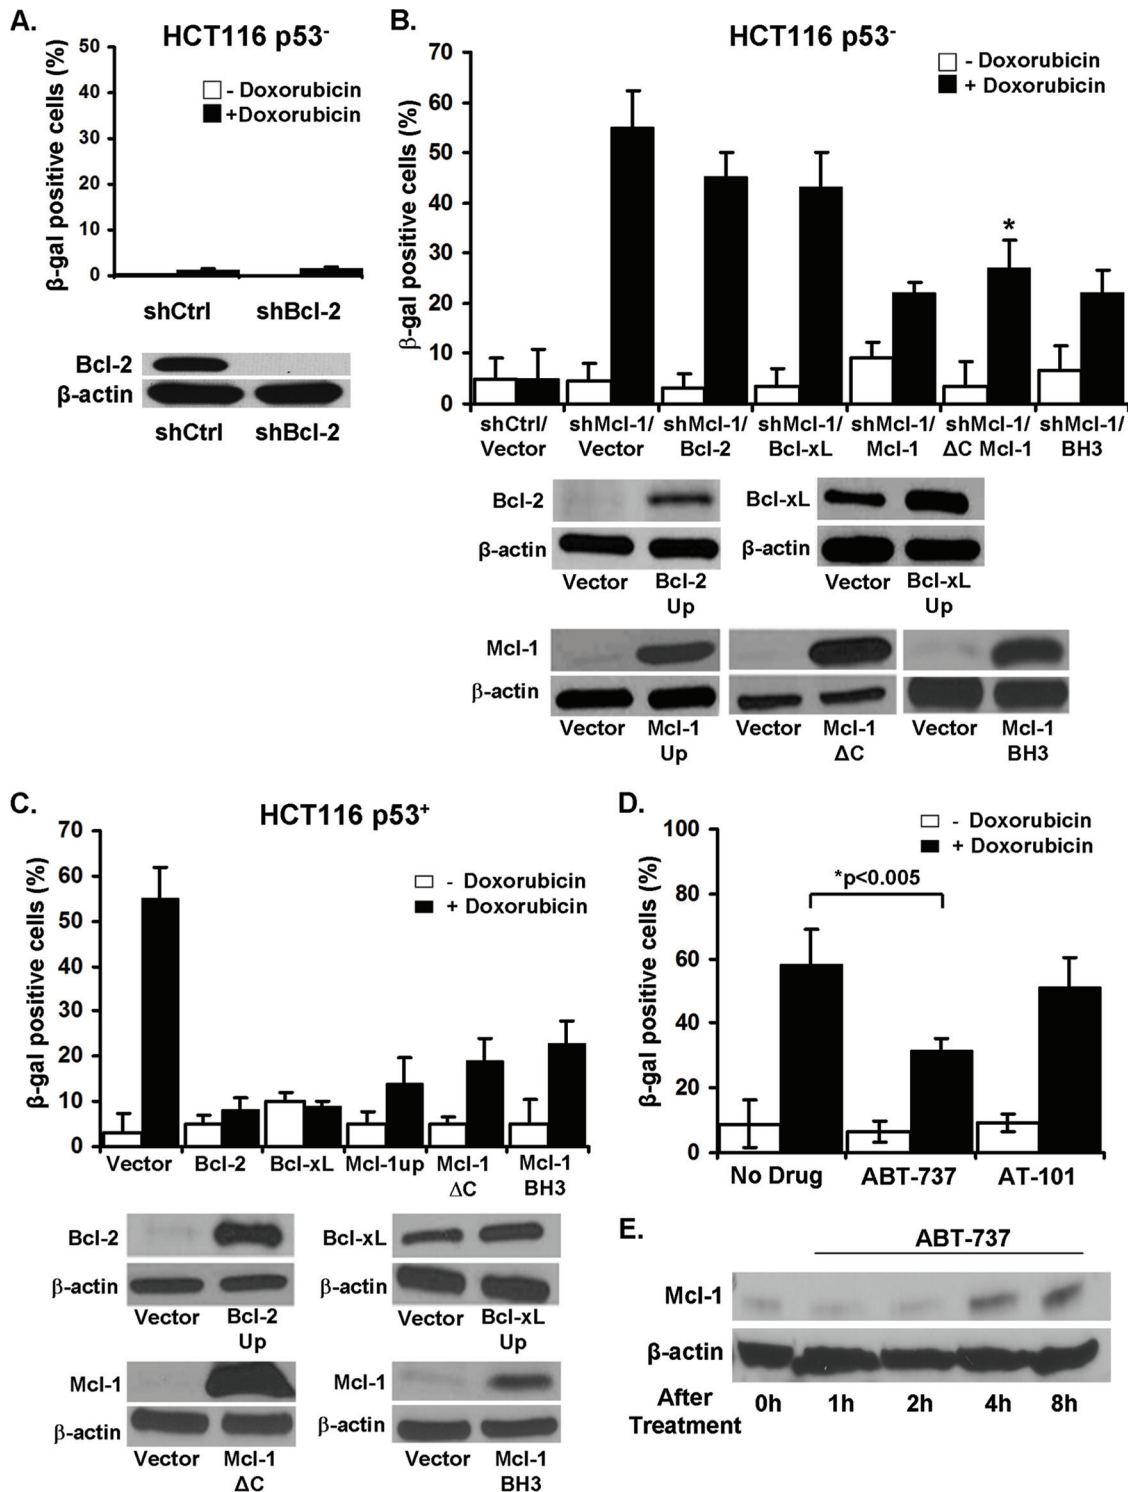 A.
HCT116 p53-
β-gal positive cells (%)
50
40
30
20
10
0
- Doxorubicin
+Doxorubicin
shCtrl shBcl-2
Bcl-2
β-actin
shCtrl shBcl-2
B.
HCT116 p53-
β-gal positive cells (%)
70
60
50
40
30
20
10
0
- Doxorubicin
+ Doxorubicin
*
shCtrl/ shMcl-1/ shMcl-1/ shMcl-1/ shMcl-1/ shMcl-1/ shMcl-1/
Vector Vector Bcl-2 Bcl-xL Mcl-1 ΔC Mcl-1 BH3
Bcl-2
β-actin
Vector Bcl-2
Up
Bcl-xL
β-actin
Vector Bcl-xL
Up
Mcl-1
β-actin
Vector Mcl-1 Vector Mcl-1 Vector Mcl-1
Up ΔC BH3
C.
HCT116 p53+
β-gal positive cells (%)
70
60
50
40
30
20
10
0
- Doxorubicin
+ Doxorubicin
Vector Bcl-2 Bcl-xL Mcl-1up Mcl-1 Mcl-1
ΔC BH3
Bcl-2
β-actin
Vector Bcl-2
Up
Bcl-xL
β-actin
Vector Bcl-xL
Up
Mcl-1
β-actin
Vector Mcl-1
ΔC
Mcl-1
β-actin
Vector Mcl-1
BH3
D.
β-gal positive cells (%)
100
80
60
40
20
0
- Doxorubicin
+ Doxorubicin
*p<0.005
No Drug ABT-737 AT-101
E.
ABT-737
Mcl-1
β-actin
After
Treatment
0h 1h 2h 4h 8h